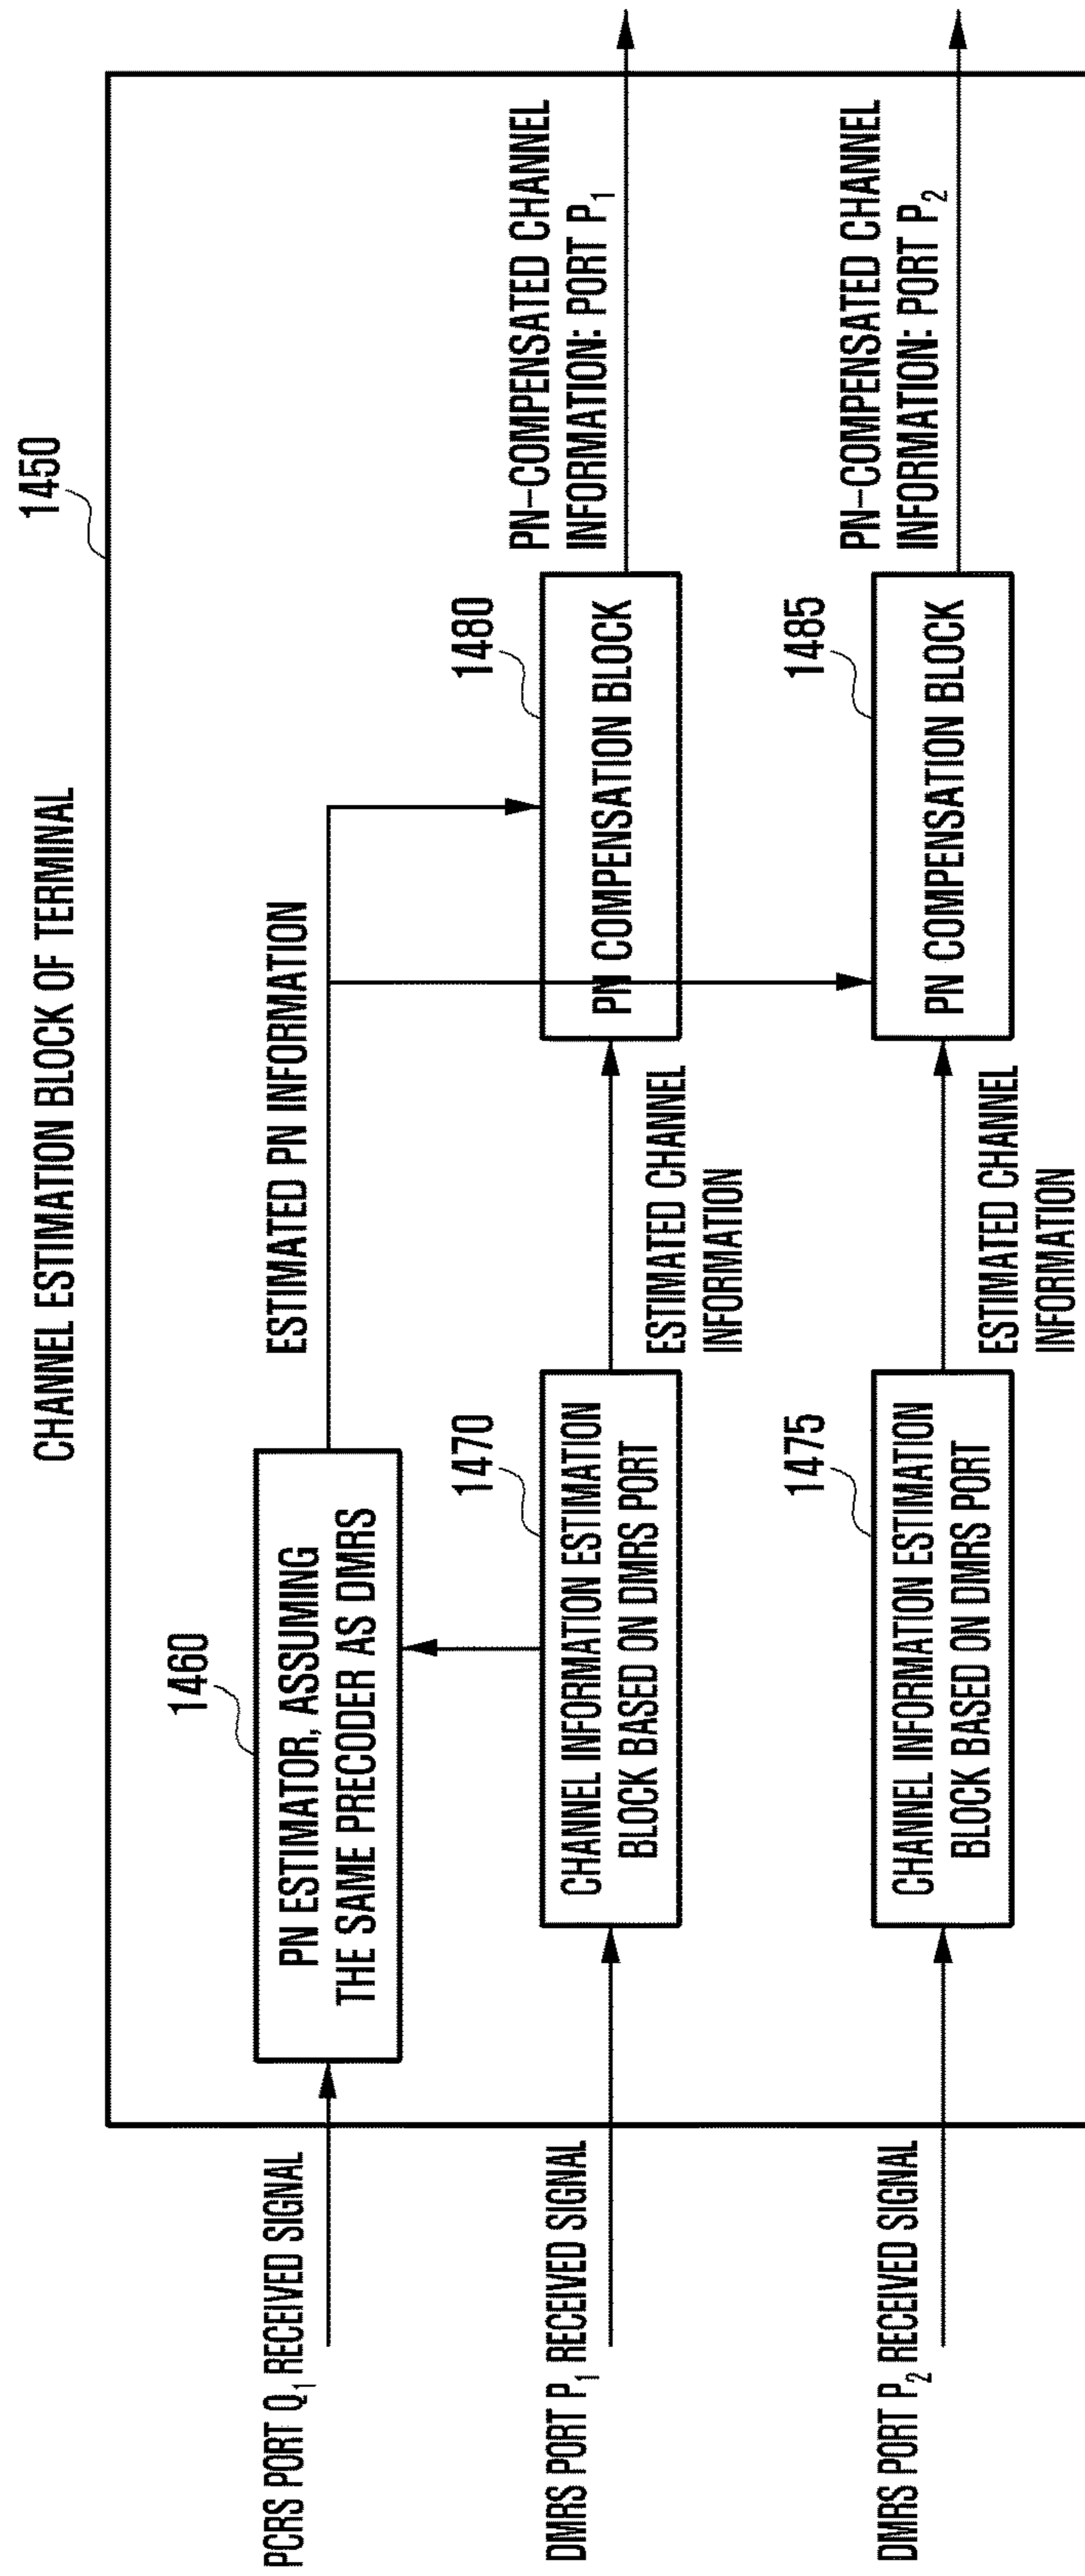 CHANNEL ESTIMATION BLOCK OF TERMINAL
1450
PCRS PORT Q1 RECEIVED SIGNAL
1460
PN ESTIMATOR, ASSUMING
THE SAME PRECODER AS DMRS
ESTIMATED PN INFORMATION
DMRS PORT P1 RECEIVED SIGNAL
1470
CHANNEL INFORMATION ESTIMATION
BLOCK BASED ON DMRS PORT
ESTIMATED CHANNEL
INFORMATION
1480
PN COMPENSATION BLOCK
PN-COMPENSATED CHANNEL
INFORMATION: PORT P1
DMRS PORT P2 RECEIVED SIGNAL
1475
CHANNEL INFORMATION ESTIMATION
BLOCK BASED ON DMRS PORT
ESTIMATED CHANNEL
INFORMATION
1485
PN COMPENSATION BLOCK
PN-COMPENSATED CHANNEL
INFORMATION: PORT P2